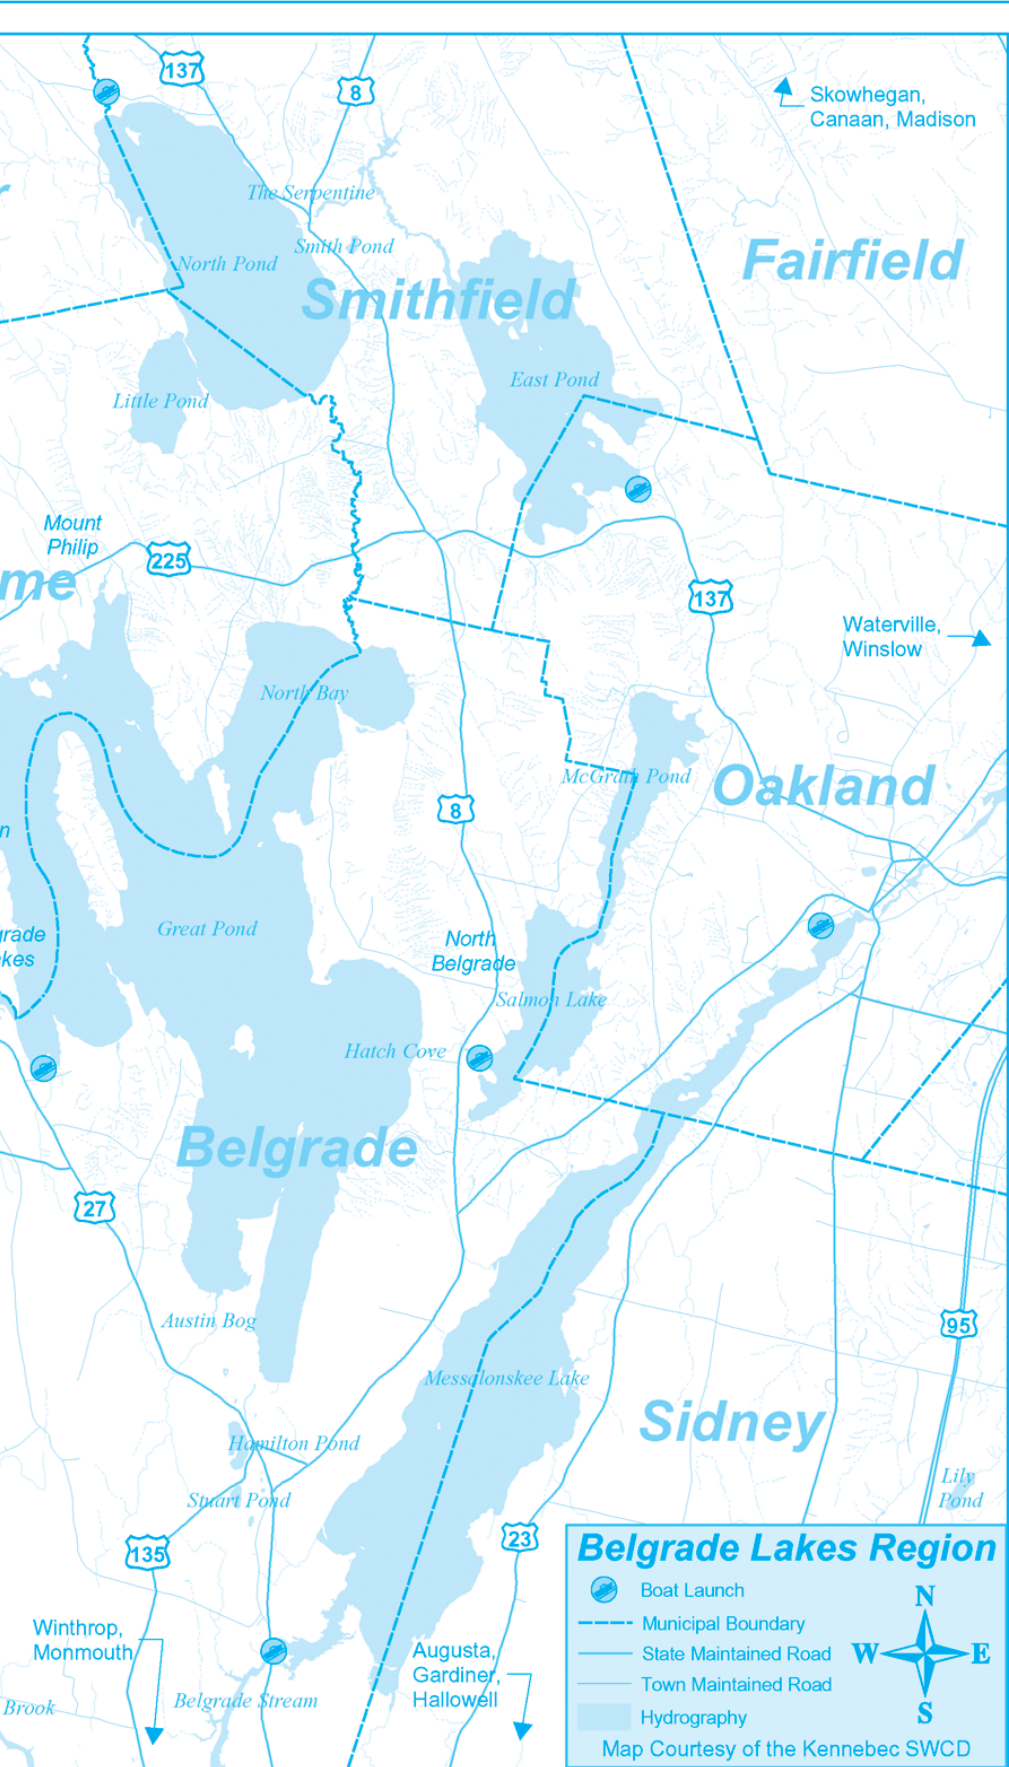 137
8
Skowhegan,
Canaan, Madison
The Serpentine
Smith Pond
North Pond
Fairfield
Smithfield
East Pond
Little Pond
Mount
Philip
225
me
137
Waterville,
Winslow
North Bay
McGrath Pond
Oakland
8
n
Great Pond
grade
kes
North
Belgrade
Salmon Lake
Hatch Cove
Belgrade
27
Austin Bog
95
Messalonskee Lake
Sidney
Hamilton Pond
Lily
Pond
Stuart Pond
135
23
Winthrop,
Monmouth
Augusta,
Gardiner,
Hallowell
Belgrade Stream
Brook
Belgrade Lakes Region
Boat Launch
Municipal Boundary
State Maintained Road
Town Maintained Road
Hydrography
N
W
E
S
Map Courtesy of the Kennebec SWCD